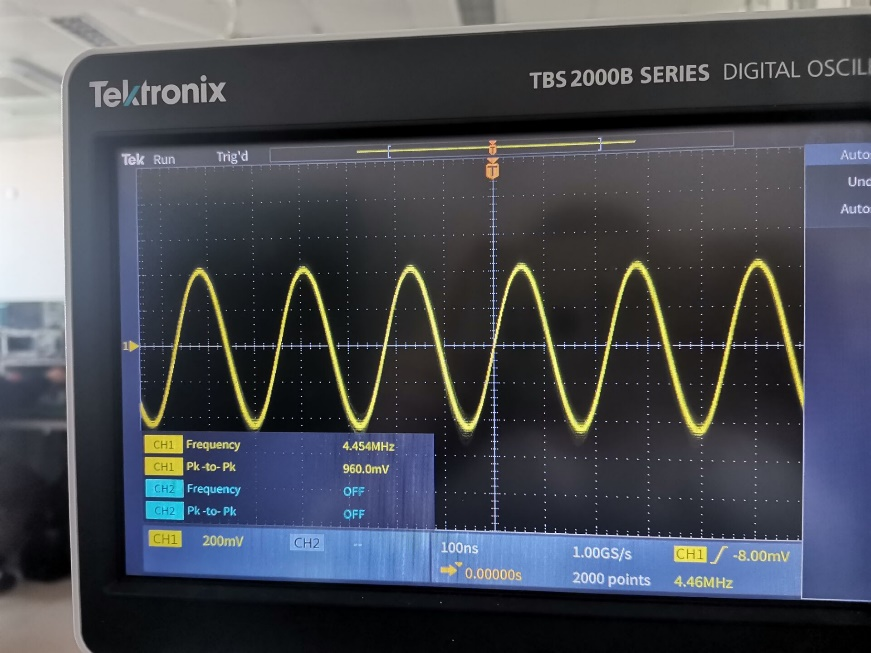 Tektronix
TBS 2000B SERIES DIGITAL OSCIL
Tek Run Trig'd
T
T
Auto
Und
Auto
1
CH1 Frequency 4.454MHz
CH1 Pk-to-Pk 960.0mV
CH2 Frequency OFF
CH2 Pk-to-Pk OFF
CH1 200mV CH2 --
100ns 1.00GS/s CH1 -8.00mV
0.00000s 2000 points 4.46MHz